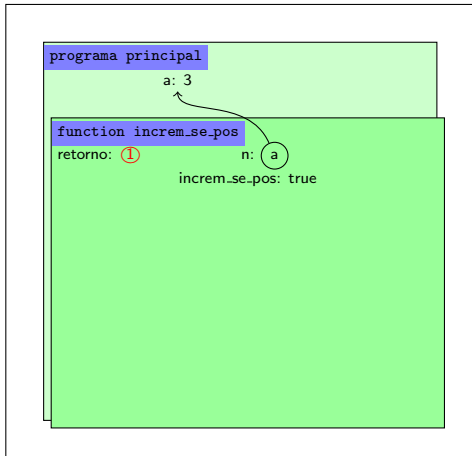 programa principal
a: 3
function increm_se_pos
retorno: 1 n: a
increm_se_pos: true